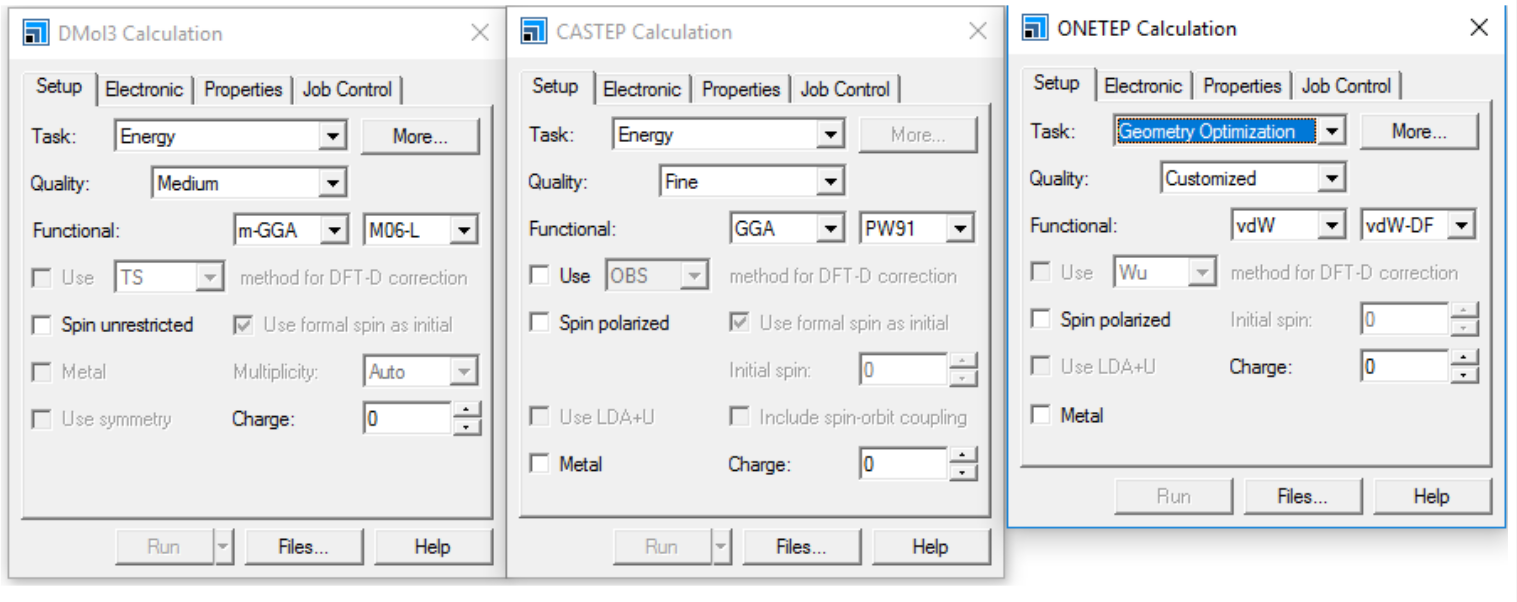 DMol3 Calculation
Setup Electronic Properties Job Control
Task: Energy More...
Quality: Medium
Functional: m-GGA M06-L
Use TS method for DFT-D correction
Spin unrestricted Use formal spin as initial
Metal Multiplicity: Auto
Use symmetry Charge: 0
Run Files... Help
CASTEP Calculation
Setup Electronic Properties Job Control
Task: Energy More...
Quality: Fine
Functional: GGA PW91
Use OBS method for DFT-D correction
Spin polarized Use formal spin as initial
Initial spin: 0
Use LDA+U Include spin-orbit coupling
Metal Charge: 0
Run Files... Help
ONETEP Calculation
Setup Electronic Properties Job Control
Task: Geometry Optimization More...
Quality: Customized
Functional: vdW vdW-DF
Use Wu method for DFT-D correction
Spin polarized Initial spin: 0
Use LDA+U Charge: 0
Metal
Run Files... Help